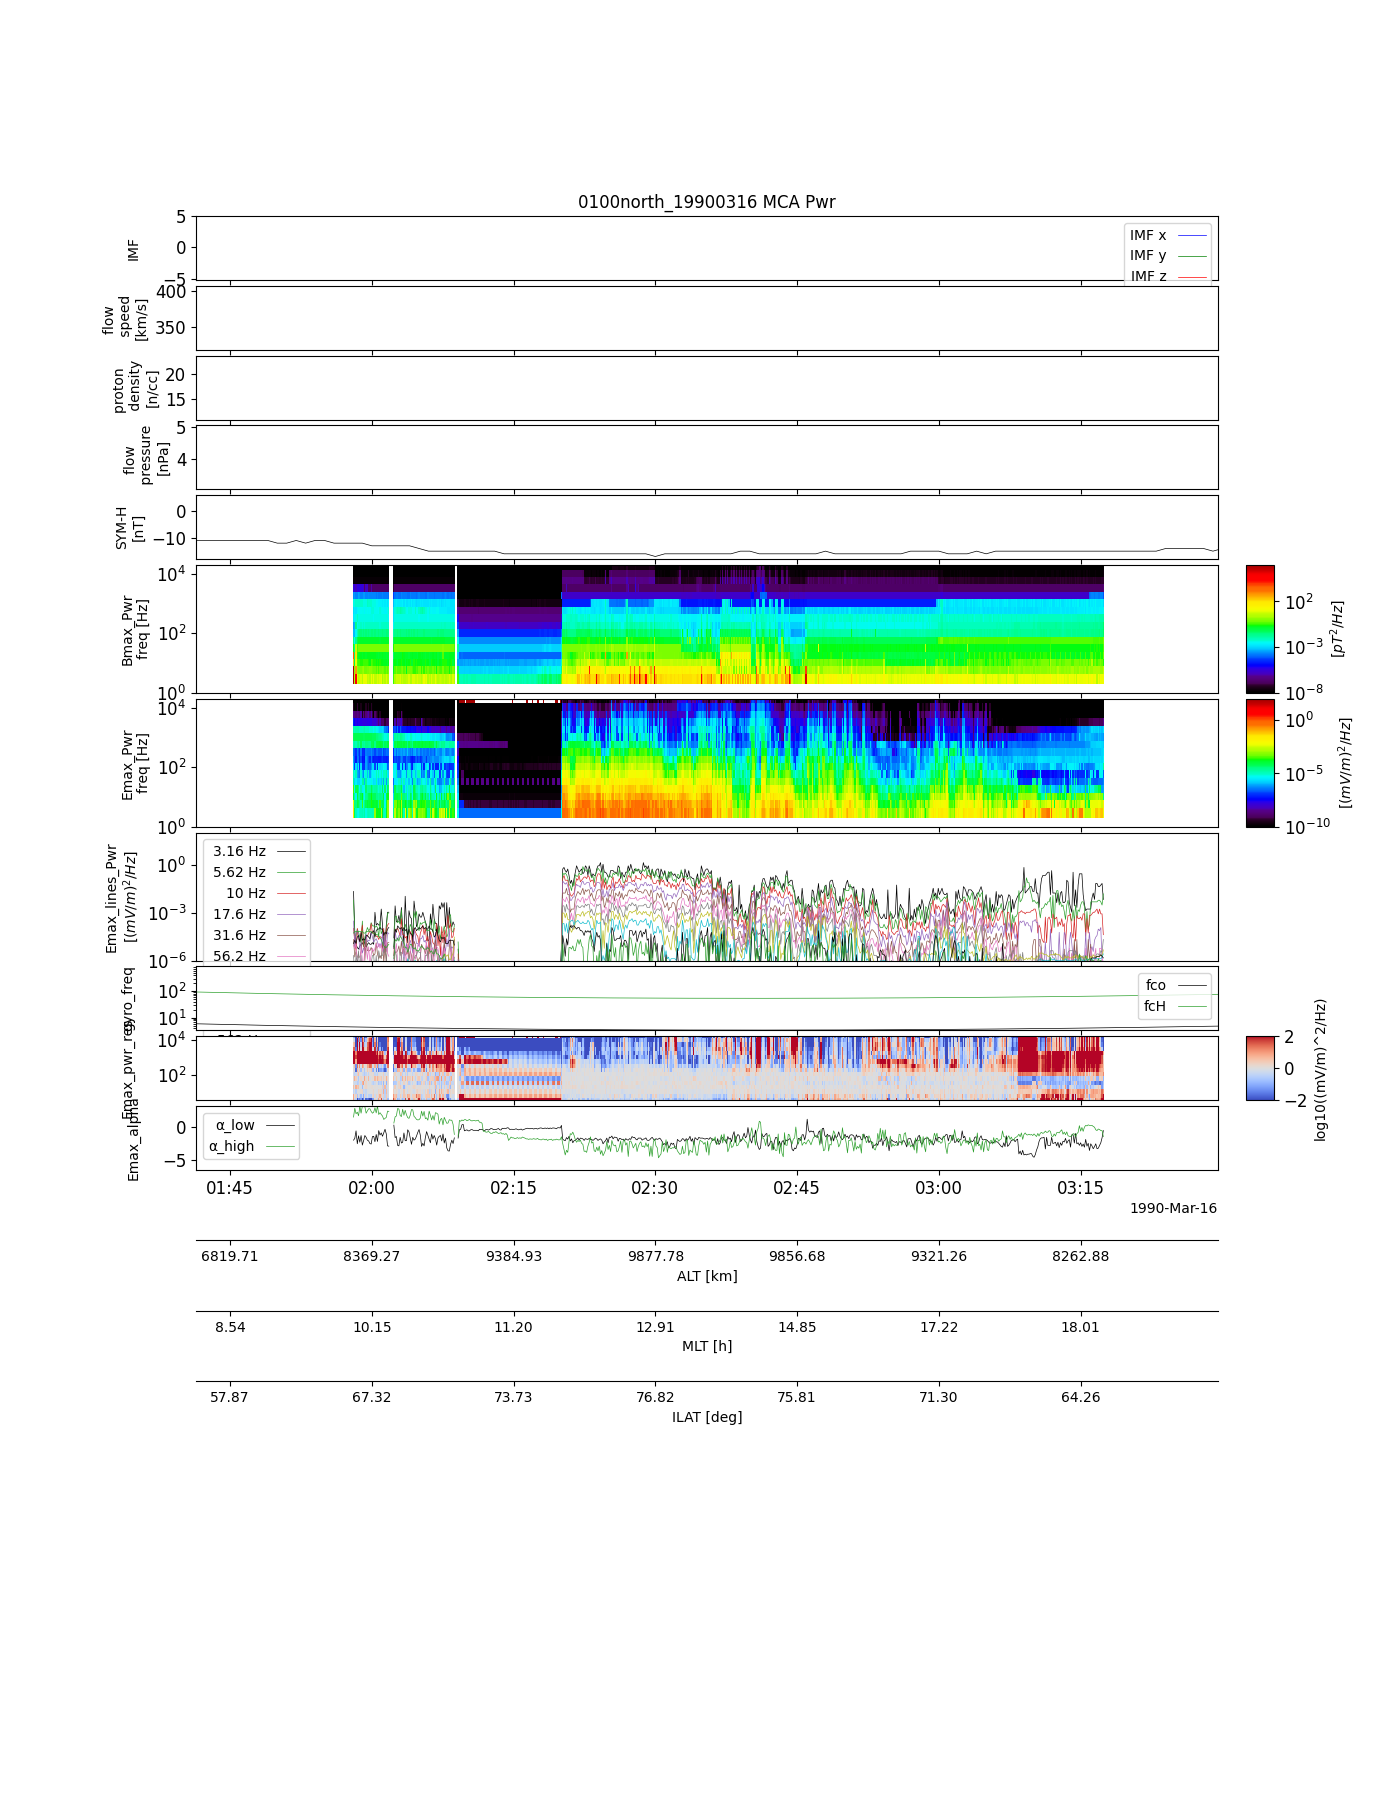 0100north_19900316 MCA Pwr
5
0
−5
IMF
IMF x
IMF y
IMF z
400
350
flow
speed
[km/s]
20
15
proton
density
[n/cc]
5
4
flow
pressure
[nPa]
0
−10
SYM-H
[nT]
10^4
10^2
10^0
Bmax_Pwr
freq [Hz]
10^2
10^−3
10^−8
[pT^2/Hz]
10^4
10^2
10^0
Emax_Pwr
freq [Hz]
10^0
10^−5
10^−10
[(mV/m)^2/Hz]
10^0
10^−3
10^−6
Emax_lines_Pwr
[(mV/m)^2/Hz]
3.16 Hz
5.62 Hz
10 Hz
17.6 Hz
31.6 Hz
56.2 Hz
10^2
10^1
gyro_freq
fco
fcH
10^4
10^2
Emax_pwr_reg
2
0
−2
log10((mV/m)^2/Hz)
0
−5
Emax_alpha
α_low
α_high
01:45 02:00 02:15 02:30 02:45 03:00 03:15
1990-Mar-16
6819.71 8369.27 9384.93 9877.78 9856.68 9321.26 8262.88
ALT [km]
8.54 10.15 11.20 12.91 14.85 17.22 18.01
MLT [h]
57.87 67.32 73.73 76.82 75.81 71.30 64.26
ILAT [deg]